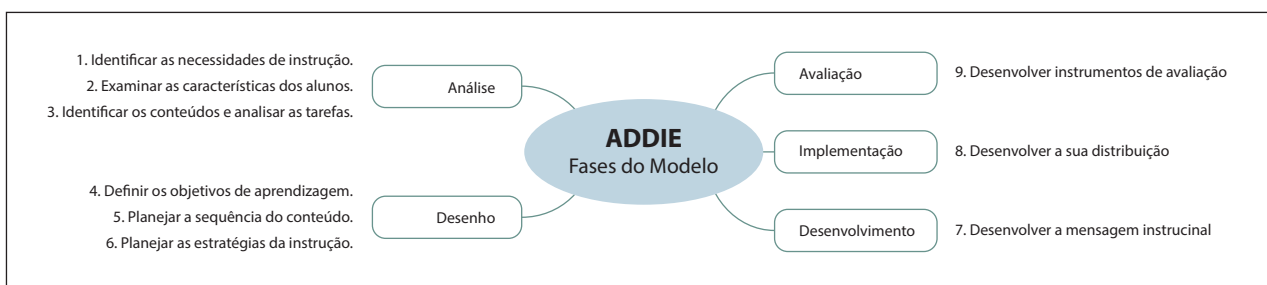 1. Identificar as necessidades de instrução.
2. Examinar as características dos alunos.
3. Identificar os conteúdos e analisar as tarefas.
Análise
4. Definir os objetivos de aprendizagem.
5. Planejar a sequência do conteúdo.
6. Planejar as estratégias da instrução.
Desenho
ADDIE
Fases do Modelo
Avaliação
9. Desenvolver instrumentos de avaliação
Implementação
8. Desenvolver a sua distribuição
Desenvolvimento
7. Desenvolver a mensagem instrucinal